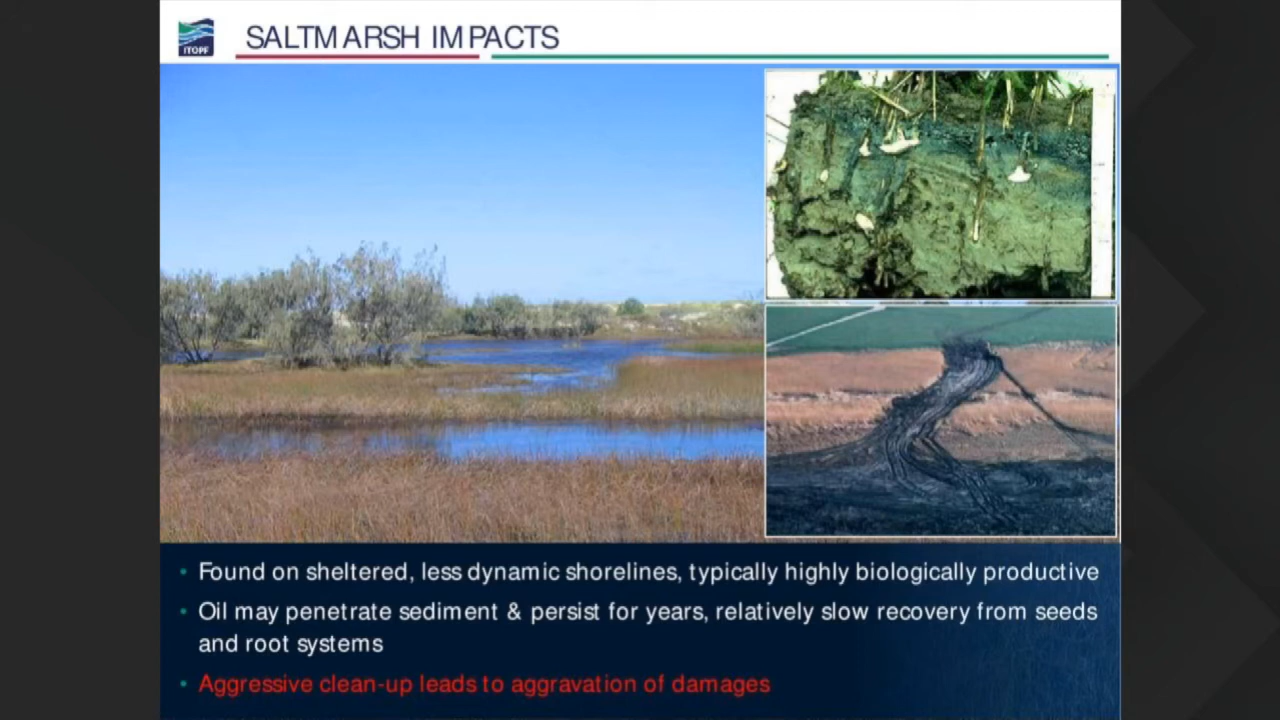 ITOPF
SALTMARSH IMPACTS
• Found on sheltered, less dynamic shorelines, typically highly biologically productive
• Oil may penetrate sediment & persist for years, relatively slow recovery from seeds
and root systems
• Aggressive clean-up leads to aggravation of damages